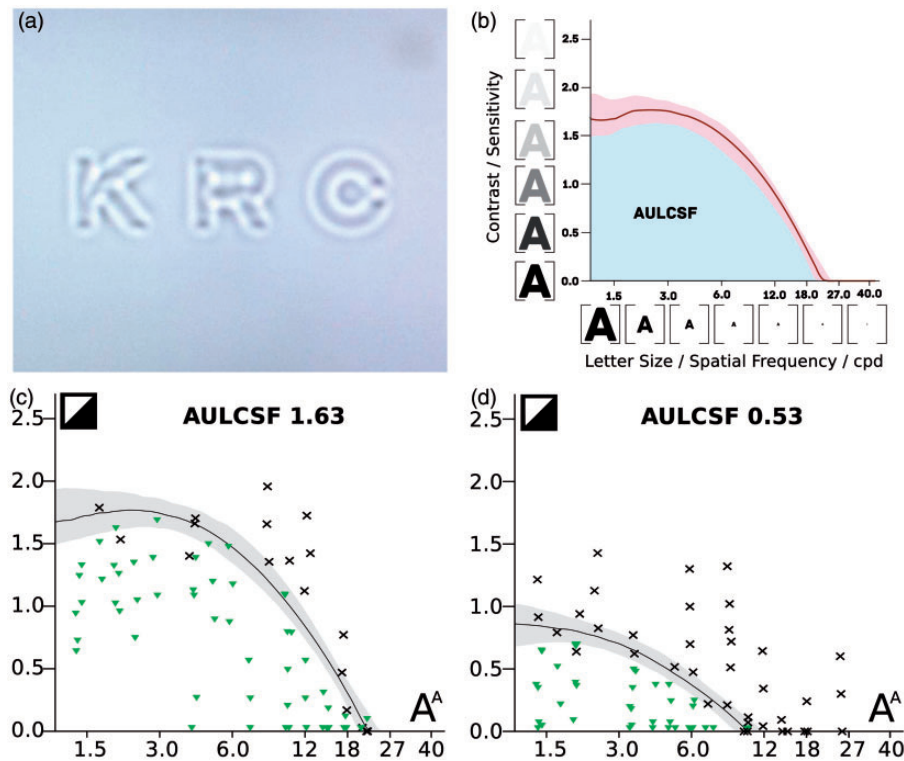 (a)
K R C
(b)
Contrast / Sensitivity
A
A
A
A
A
A
2.5
2.0
1.5
1.0
0.5
0.0
AULCSF
1.5 3.0 6.0 12.0 18.0 27.0 40.0
A A A A A A A
Letter Size / Spatial Frequency / cpd
(c)
AULCSF 1.63
2.5
2.0
1.5
1.0
0.5
0.0
AA
1.5 3.0 6.0 12 18 27 40
(d)
AULCSF 0.53
2.5
2.0
1.5
1.0
0.5
0.0
AA
1.5 3.0 6.0 12 18 27 40